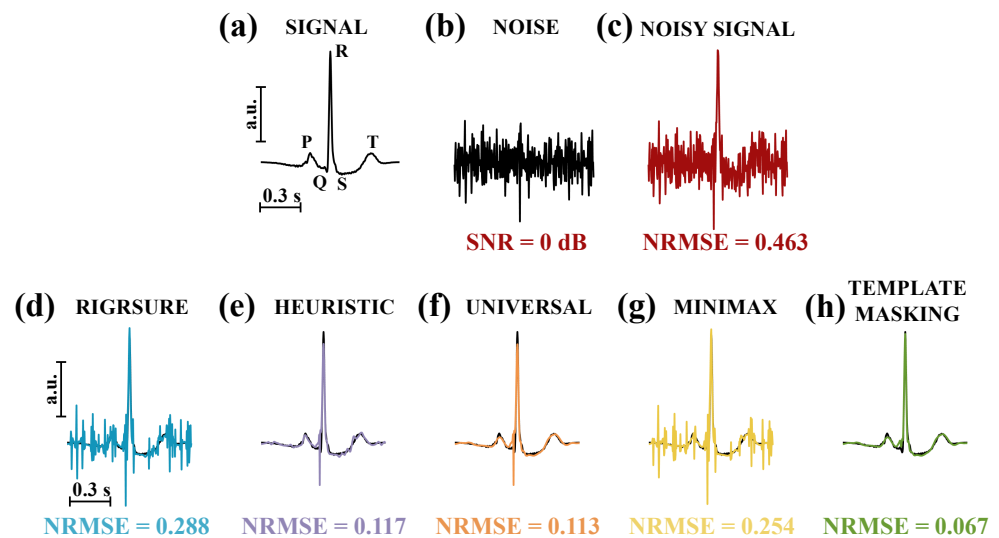 (a) SIGNAL
R
a.u.
P
T
Q
S
0.3 s
(b) NOISE
SNR = 0 dB
(c) NOISY SIGNAL
NRMSE = 0.463
(d) RIGRSURE
a.u.
0.3 s
NRMSE = 0.288
(e) HEURISTIC
NRMSE = 0.117
(f) UNIVERSAL
NRMSE = 0.113
(g) MINIMAX
NRMSE = 0.254
(h) TEMPLATE
MASKING
NRMSE = 0.067